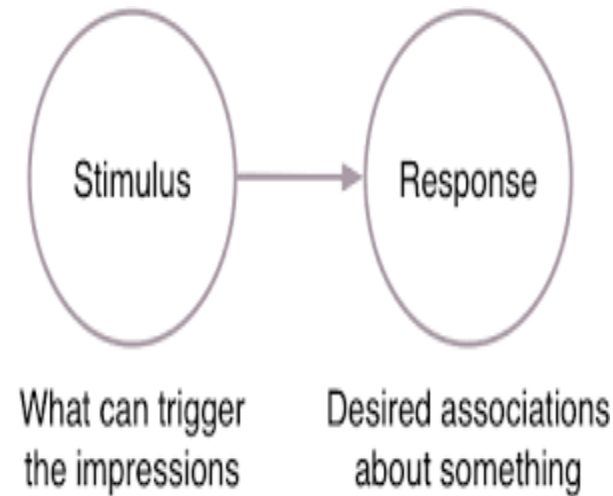 Stimulus
Response
What can trigger
the impressions
Desired associations
about something